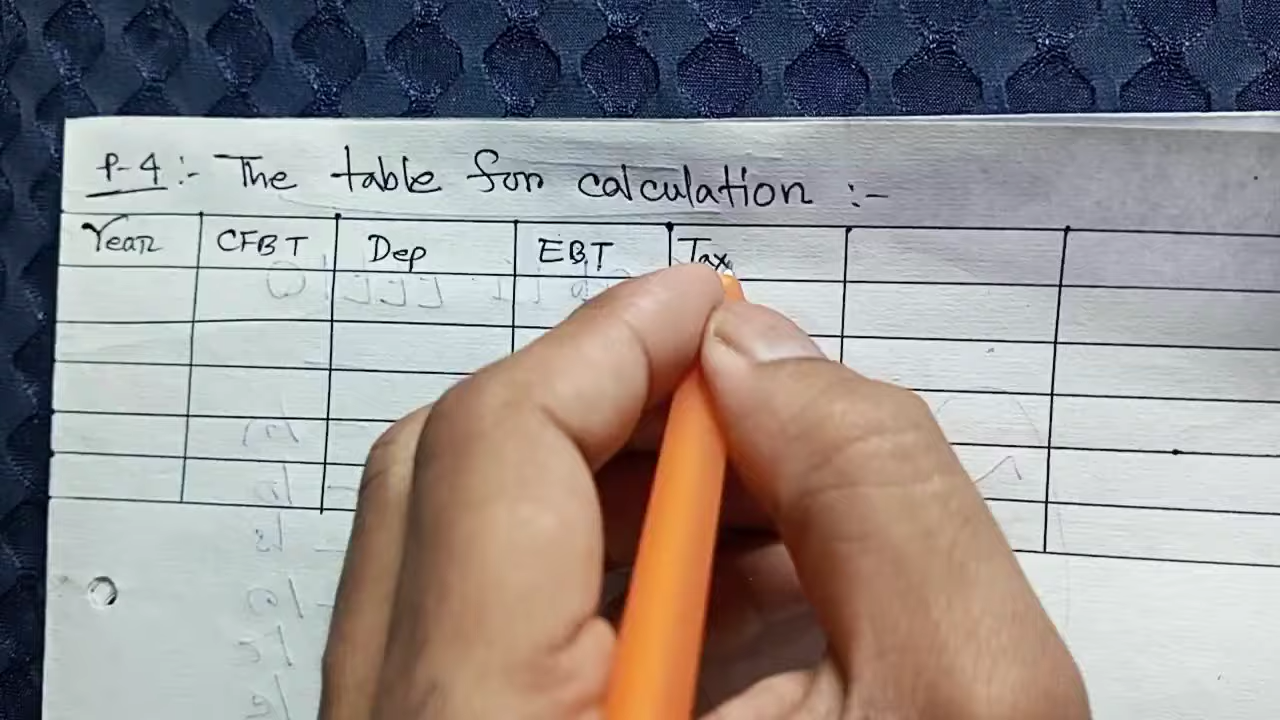 P-4 :- The table for calculation :-
Year CFBT Dep EBT Tax